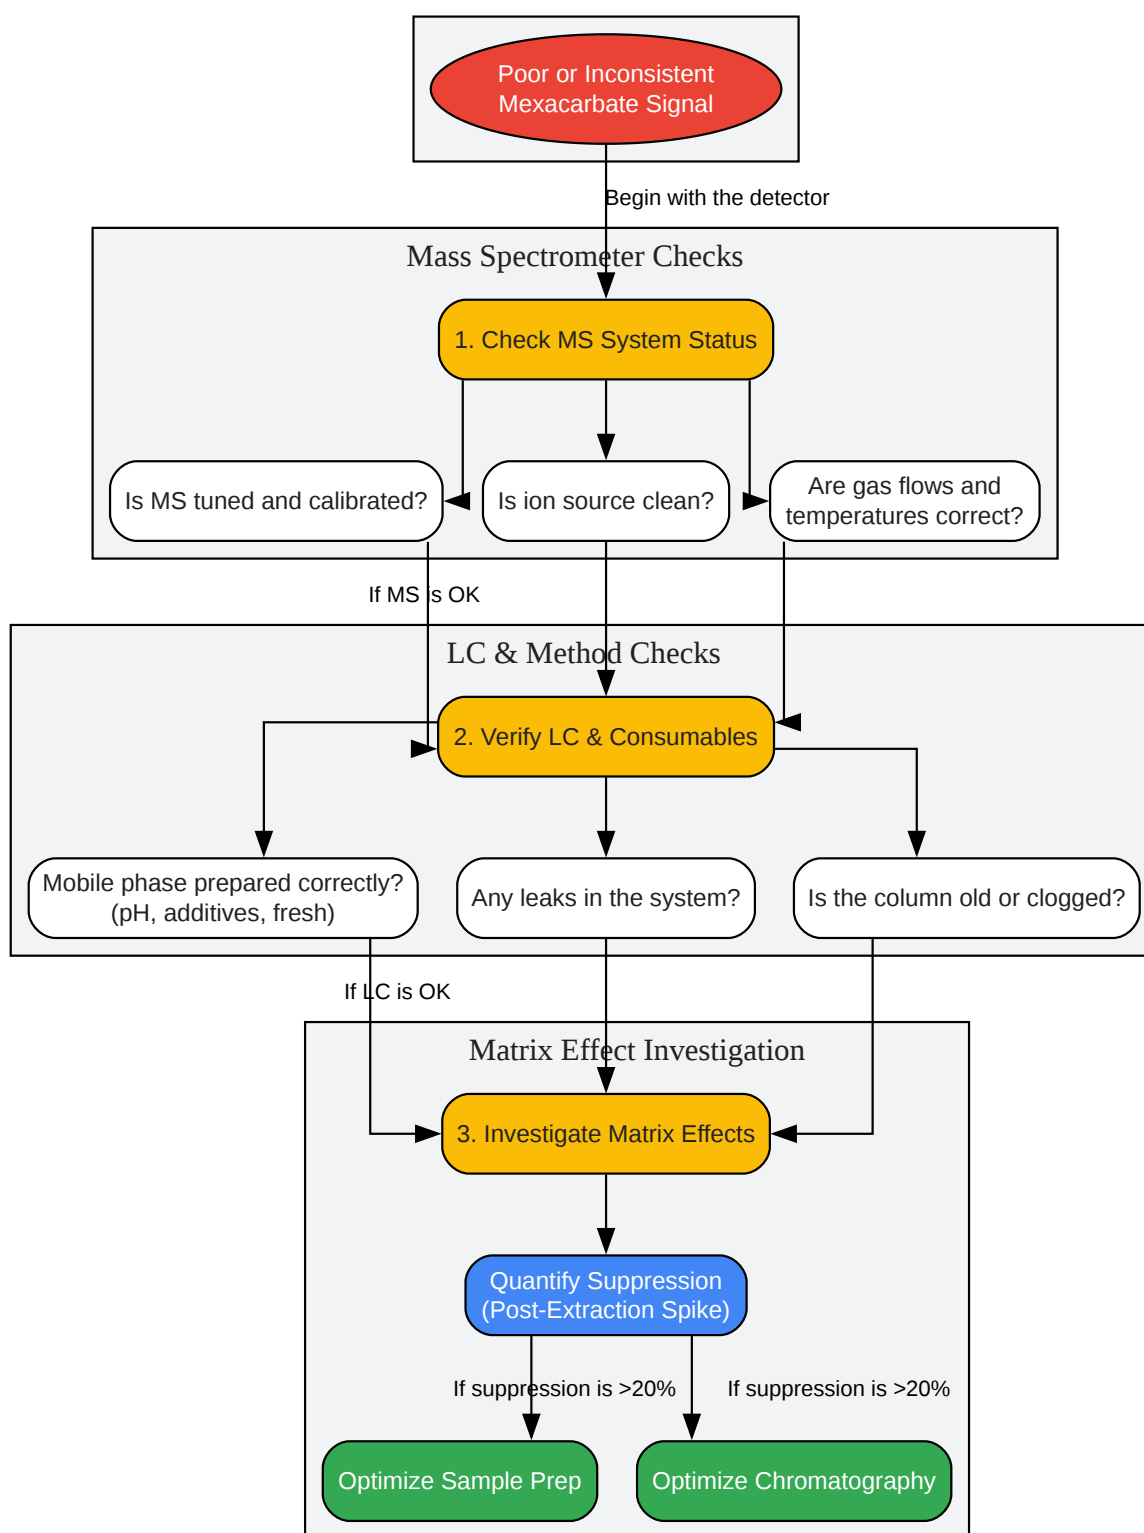 Poor or Inconsistent
Mexacarbate Signal
Begin with the detector
Mass Spectrometer Checks
1. Check MS System Status
Is MS tuned and calibrated?
Is ion source clean?
Are gas flows and
temperatures correct?
If MS is OK
LC & Method Checks
2. Verify LC & Consumables
Mobile phase prepared correctly?
(pH, additives, fresh)
Any leaks in the system?
Is the column old or clogged?
If LC is OK
Matrix Effect Investigation
3. Investigate Matrix Effects
Quantify Suppression
(Post-Extraction Spike)
If suppression is >20%
If suppression is >20%
Optimize Sample Prep
Optimize Chromatography